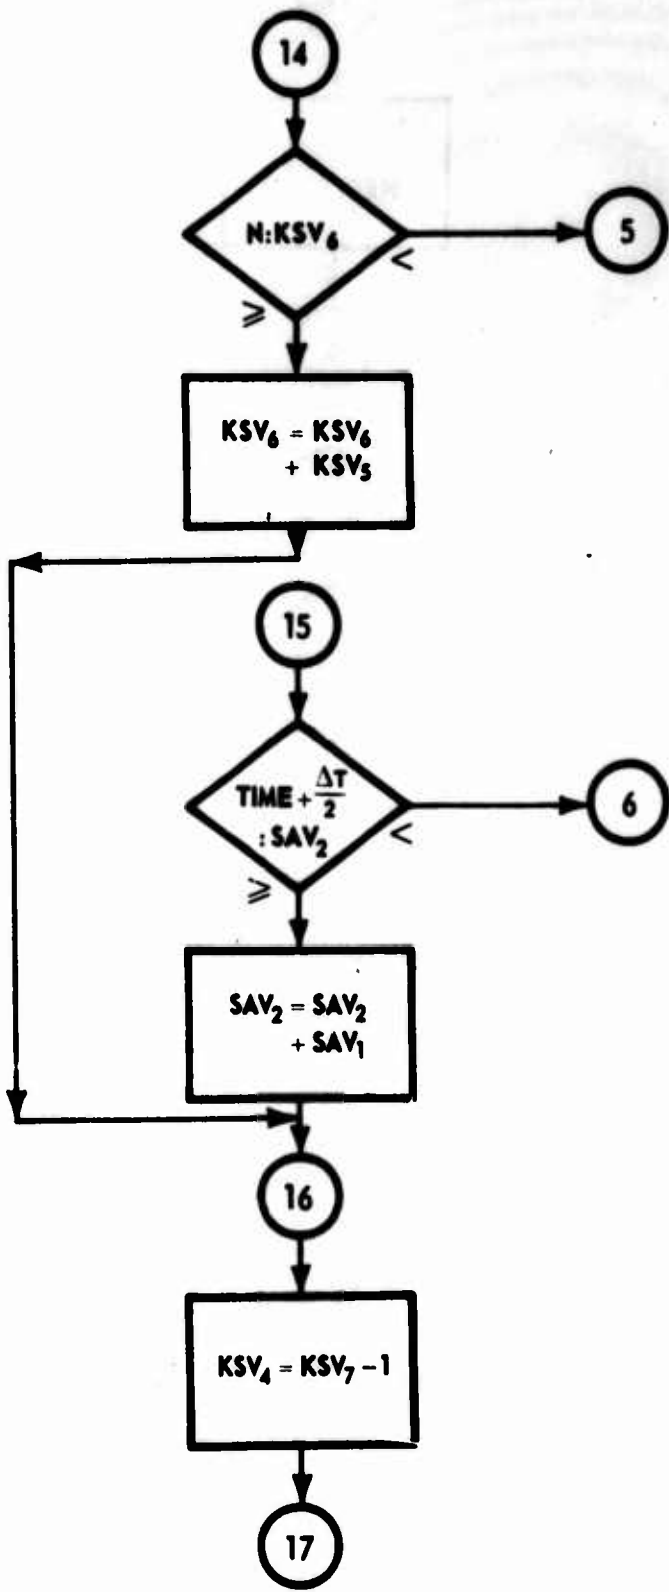 14
N:KSV₆
5
<
≥
KSV₆ = KSV₆
+ KSV₅
15
TIME + ΔT/2
: SAV₂
6
<
≥
SAV₂ = SAV₂
+ SAV₁
16
KSV₄ = KSV₇ – 1
17